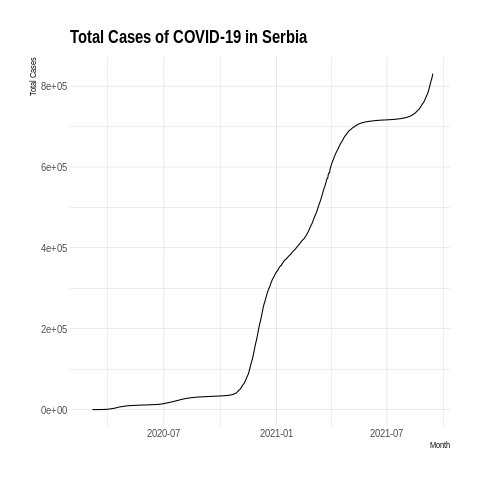 Total Cases of COVID-19 in Serbia
Total Cases
8e+05
6e+05
4e+05
2e+05
0e+00
2020-07 2021-01 2021-07
Month